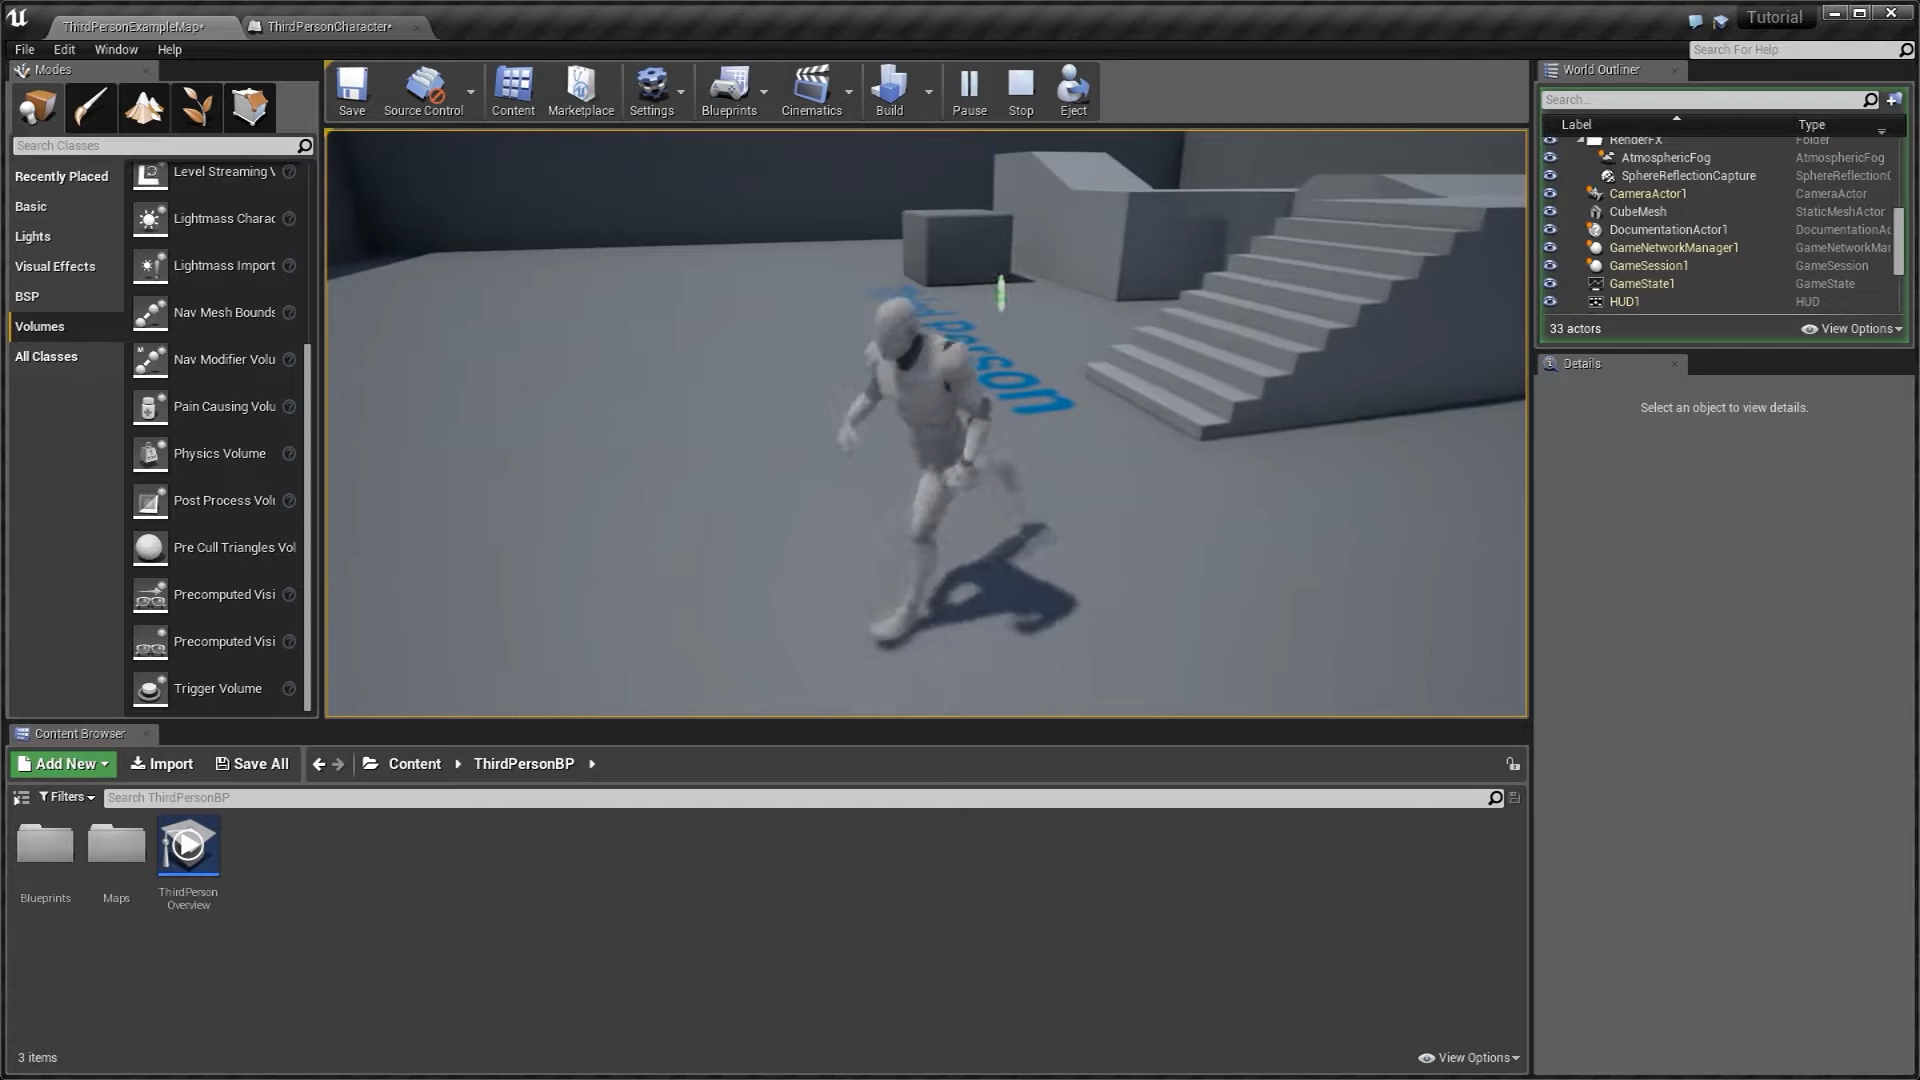 ThirdPersonExampleMap*
ThirdPersonCharacter*
Tutorial
File Edit Window Help
Search For Help
Modes
Save
Source Control
Content
Marketplace
Settings
Blueprints
Cinematics
Build
Pause
Stop
Eject
Search Classes
Recently Placed
Basic
Lights
Visual Effects
BSP
Volumes
All Classes
Level Streaming V
Lightmass Charac
Lightmass Import
Nav Mesh Bounds
Nav Modifier Volu
Pain Causing Volu
Physics Volume
Post Process Volu
Pre Cull Triangles Vol
Precomputed Visi
Precomputed Visi
Trigger Volume
Person
World Outliner
Search...
Label Type
RenderFX Folder
AtmosphericFog AtmosphericFog
SphereReflectionCapture SphereReflectionC
CameraActor1 CameraActor
CubeMesh StaticMeshActor
DocumentationActor1 DocumentationAc
GameNetworkManager1 GameNetworkMar
GameSession1 GameSession
GameState1 GameState
HUD1 HUD
33 actors View Options
Details
Select an object to view details.
Content Browser
Add New Import Save All Content ThirdPersonBP
Filters Search ThirdPersonBP
Blueprints
Maps
ThirdPerson
Overview
3 items View Options